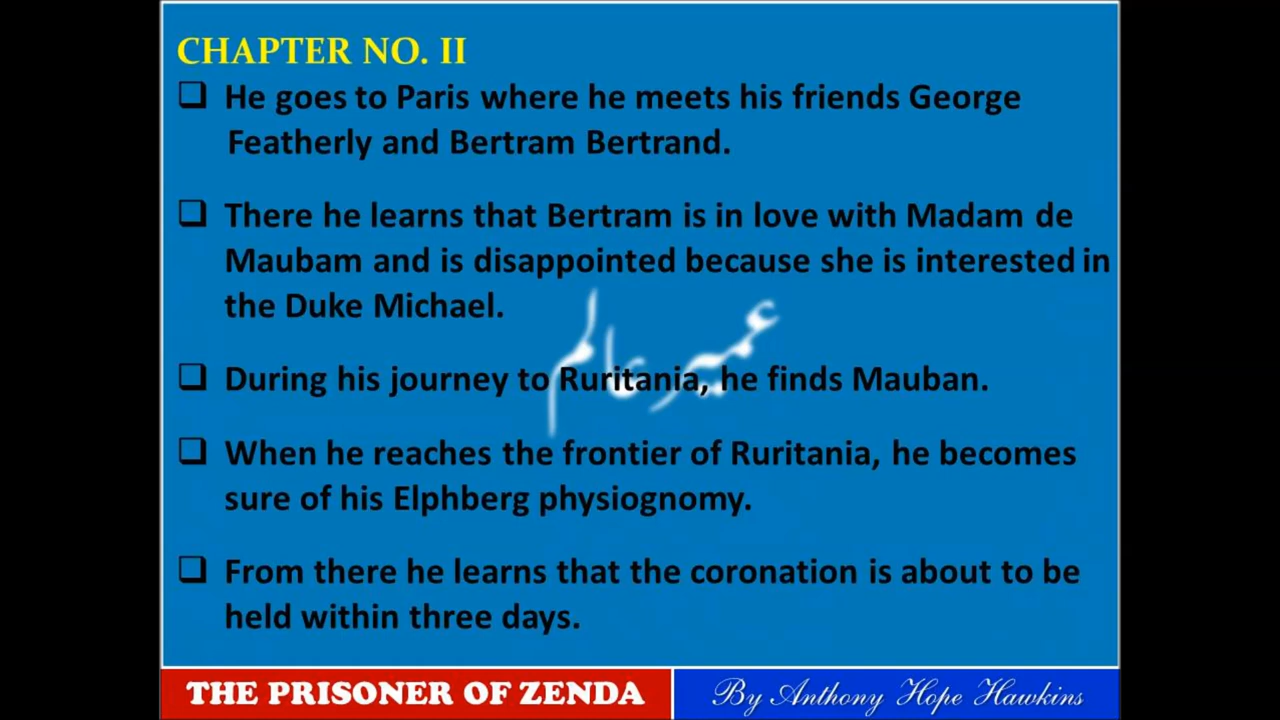 CHAPTER NO. II
❑ He goes to Paris where he meets his friends George
Featherly and Bertram Bertrand.
❑ There he learns that Bertram is in love with Madam de
Maubam and is disappointed because she is interested in
the Duke Michael.
عمیر عالم
❑ During his journey to Ruritania, he finds Mauban.
❑ When he reaches the frontier of Ruritania, he becomes
sure of his Elphberg physiognomy.
❑ From there he learns that the coronation is about to be
held within three days.
THE PRISONER OF ZENDA
By Anthony Hope Hawkins